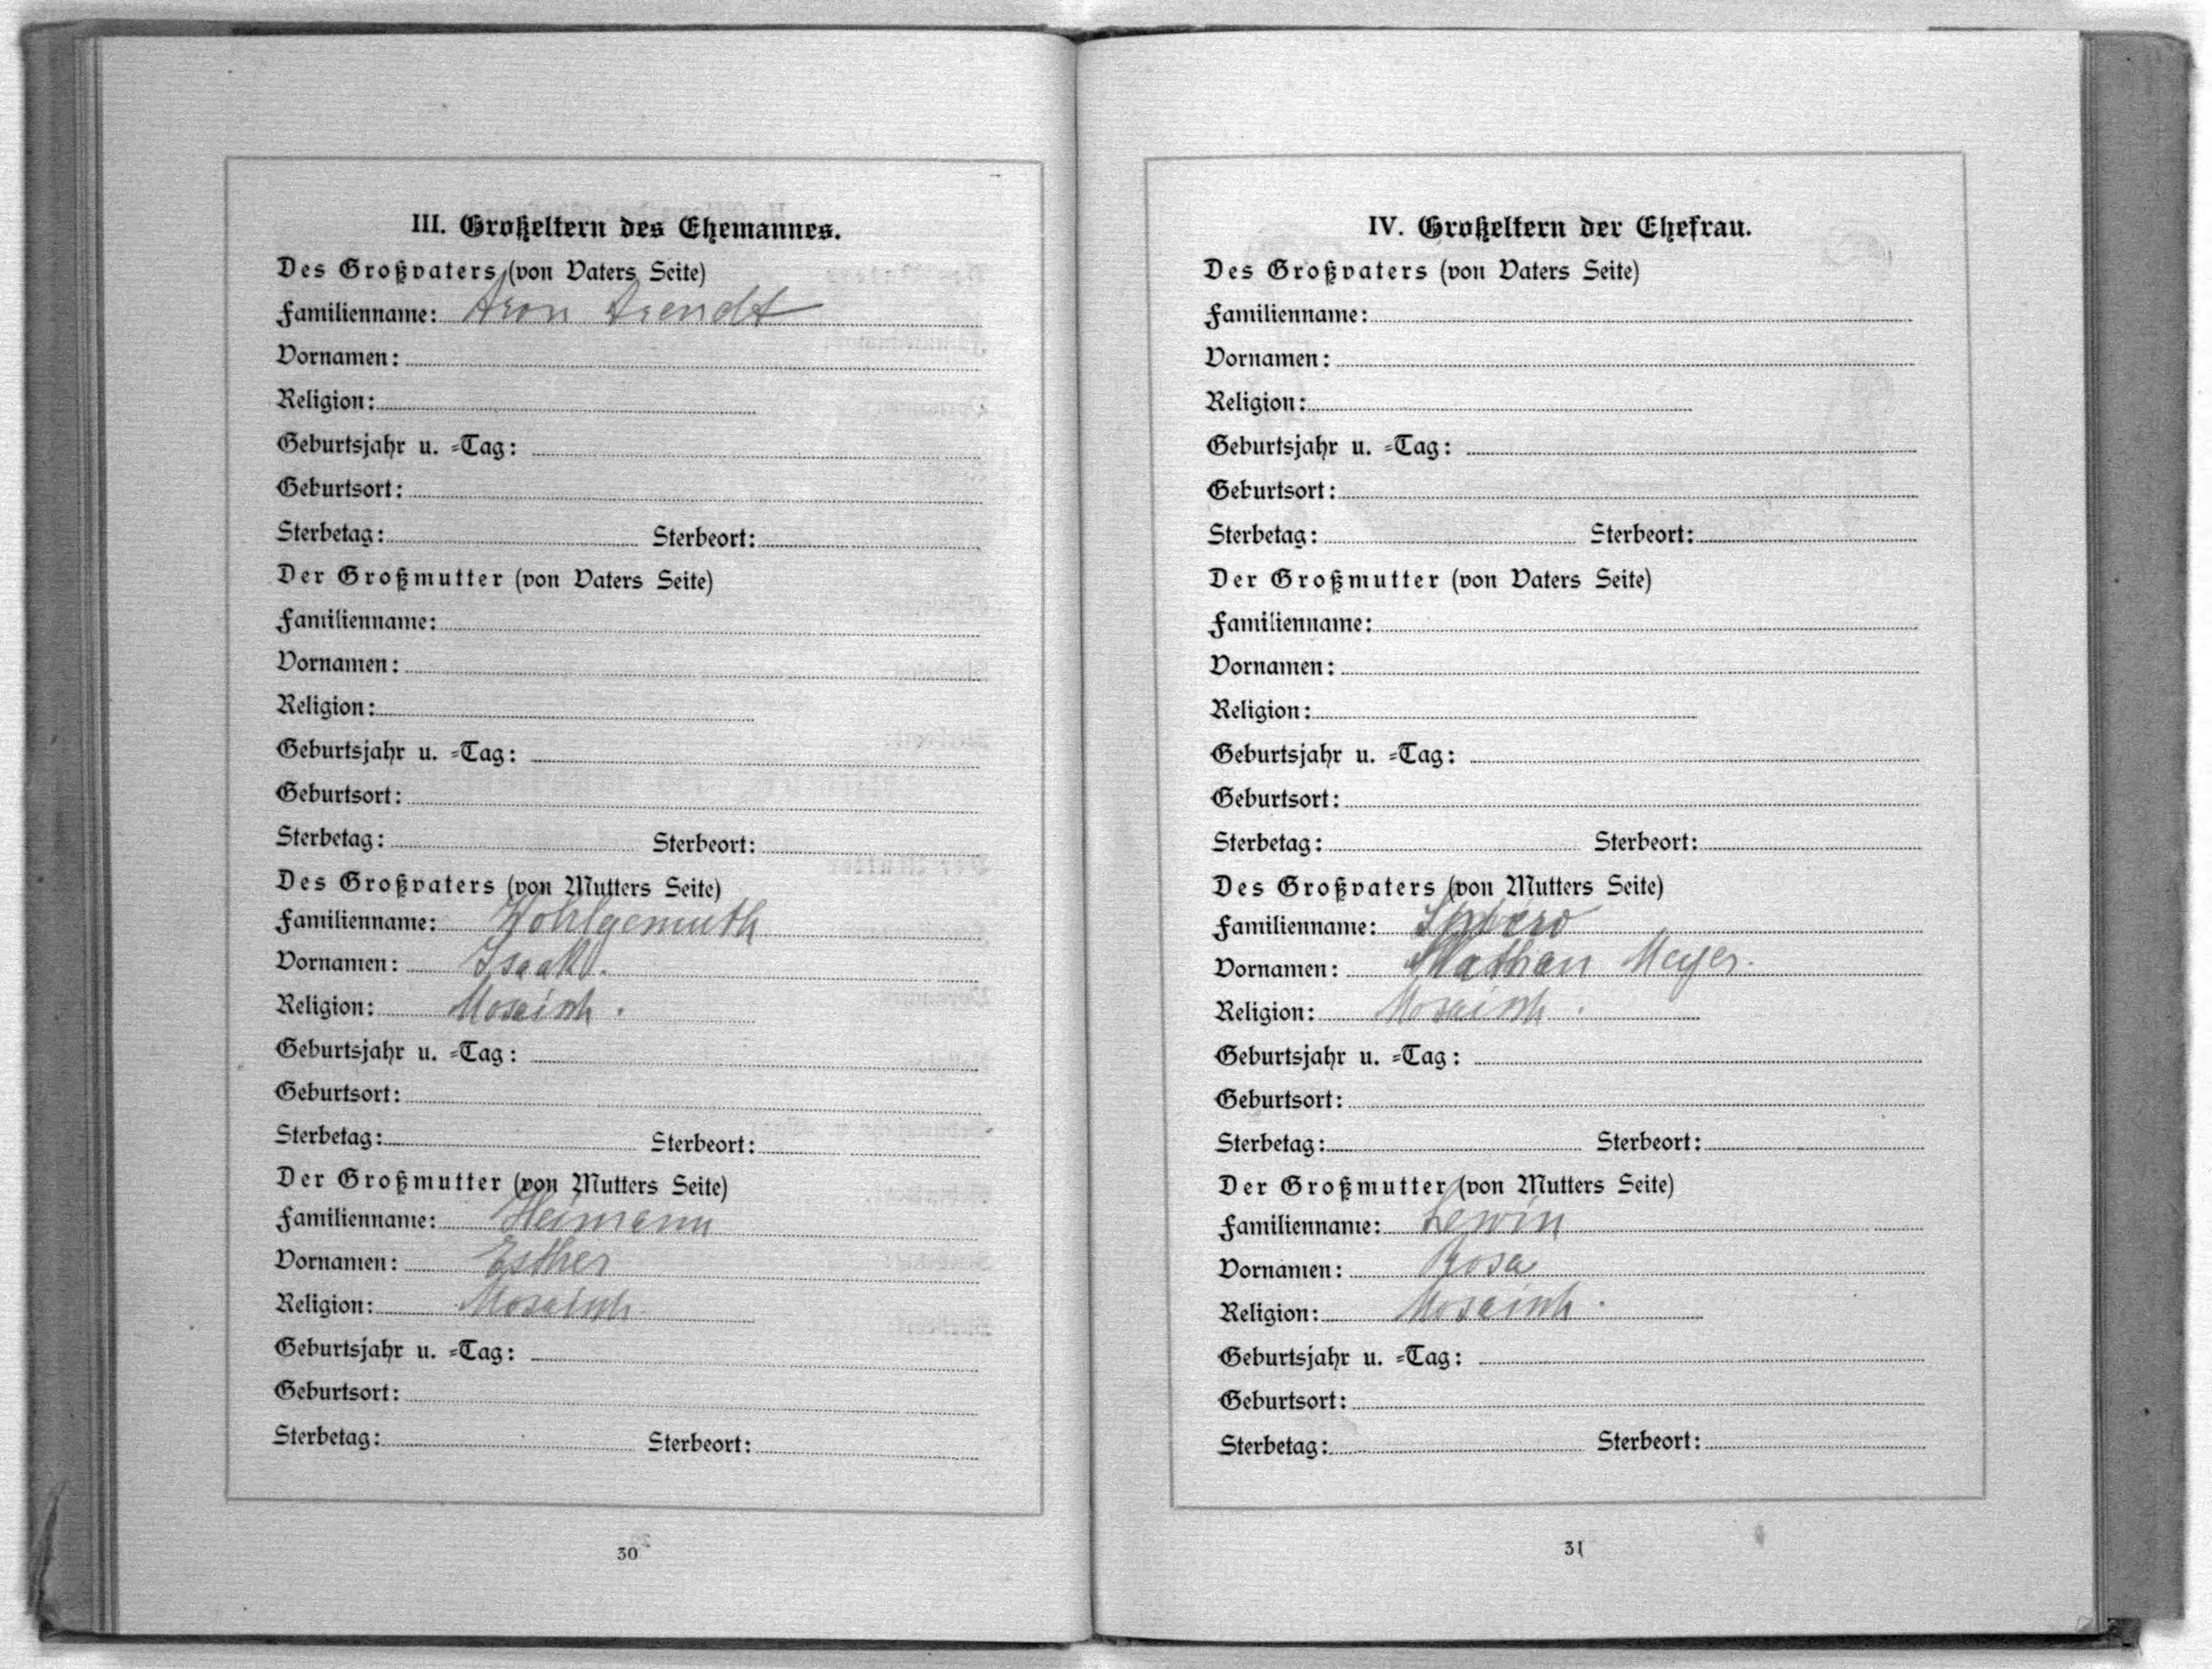 III. Großeltern des Ehemannes.
Des Großvaters (von Vaters Seite)
Familienname: Aron Arendt
Vornamen:
Religion:
Geburtsjahr u. =Tag:
Geburtsort:
Sterbetag: Sterbeort:
Der Großmutter (von Vaters Seite)
Familienname:
Vornamen:
Religion:
Geburtsjahr u. =Tag:
Geburtsort:
Sterbetag: Sterbeort:
Des Großvaters (von Mutters Seite)
Familienname: Wohlgemuth
Vornamen: Isaak.
Religion: Mosaisch.
Geburtsjahr u. =Tag:
Geburtsort:
Sterbetag: Sterbeort:
Der Großmutter (von Mutters Seite)
Familienname: Heimann
Vornamen: Esther
Religion: Mosaisch
Geburtsjahr u. =Tag:
Geburtsort:
Sterbetag: Sterbeort:
30
IV. Großeltern der Ehefrau.
Des Großvaters (von Vaters Seite)
Familienname:
Vornamen:
Religion:
Geburtsjahr u. =Tag:
Geburtsort:
Sterbetag: Sterbeort:
Der Großmutter (von Vaters Seite)
Familienname:
Vornamen:
Religion:
Geburtsjahr u. =Tag:
Geburtsort:
Sterbetag: Sterbeort:
Des Großvaters (von Mutters Seite)
Familienname: Spiero
Vornamen: Nathan Meyer.
Religion: Mosaisch.
Geburtsjahr u. =Tag:
Geburtsort:
Sterbetag: Sterbeort:
Der Großmutter (von Mutters Seite)
Familienname: Lewin
Vornamen: Rosa
Religion: Mosaisch.
Geburtsjahr u. =Tag:
Geburtsort:
Sterbetag: Sterbeort:
31